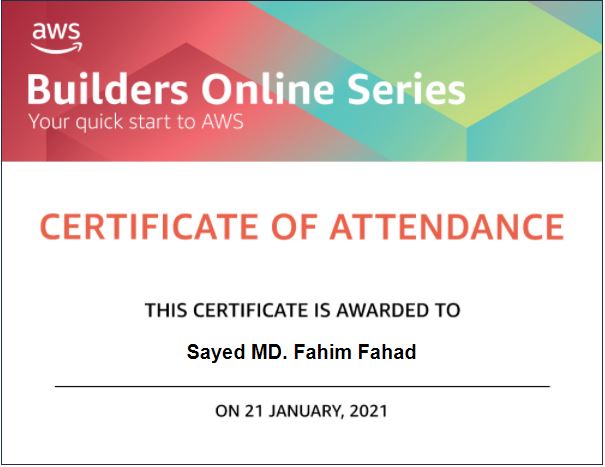 aws
Builders Online Series
Your quick start to AWS
CERTIFICATE OF ATTENDANCE
THIS CERTIFICATE IS AWARDED TO
Sayed MD. Fahim Fahad
ON 21 JANUARY, 2021